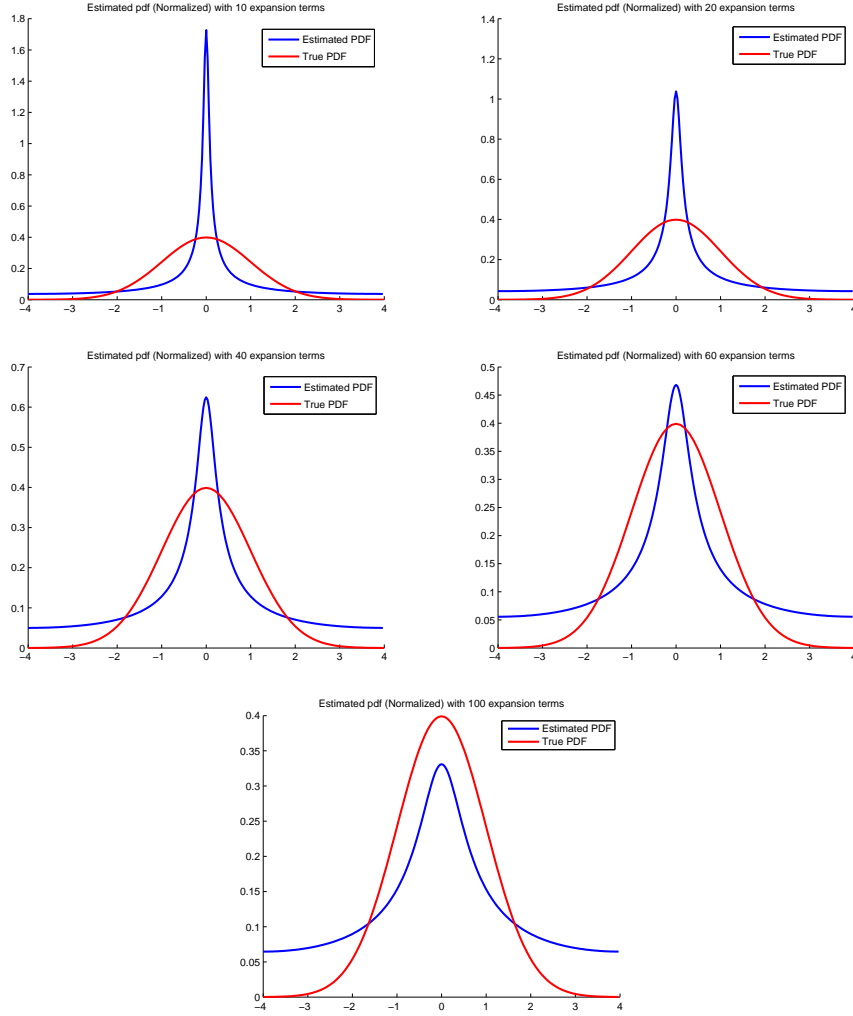 Estimated pdf (Normalized) with 10 expansion terms
1.8
1.6
1.4
1.2
1
0.8
0.6
0.4
0.2
0
−4 −3 −2 −1 0 1 2 3 4
Estimated PDF
True PDF
Estimated pdf (Normalized) with 20 expansion terms
1.4
1.2
1
0.8
0.6
0.4
0.2
0
−4 −3 −2 −1 0 1 2 3 4
Estimated PDF
True PDF
Estimated pdf (Normalized) with 40 expansion terms
0.7
0.6
0.5
0.4
0.3
0.2
0.1
0
−4 −3 −2 −1 0 1 2 3 4
Estimated PDF
True PDF
Estimated pdf (Normalized) with 60 expansion terms
0.5
0.45
0.4
0.35
0.3
0.25
0.2
0.15
0.1
0.05
0
−4 −3 −2 −1 0 1 2 3 4
Estimated PDF
True PDF
Estimated pdf (Normalized) with 100 expansion terms
0.4
0.35
0.3
0.25
0.2
0.15
0.1
0.05
0
−4 −3 −2 −1 0 1 2 3 4
Estimated PDF
True PDF